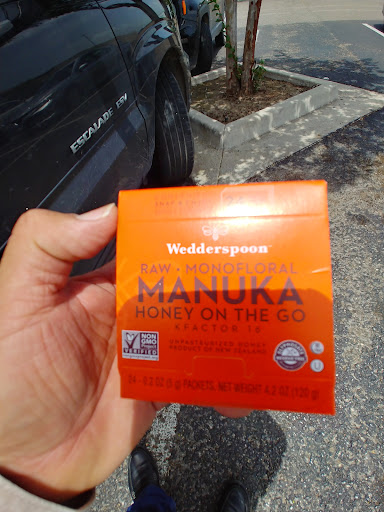 ESCALADE ESV
Wedderspoon
RAW • MONOFLORAL
MANUKA
HONEY ON THE GO
KFACTOR 16
NON
GMO
VERIFIED
UNPASTEURIZED HONEY
PRODUCT OF NEW ZEALAND
24 - 0.2 OZ (5 g) PACKETS, NET WEIGHT 4.2 OZ (120 g)